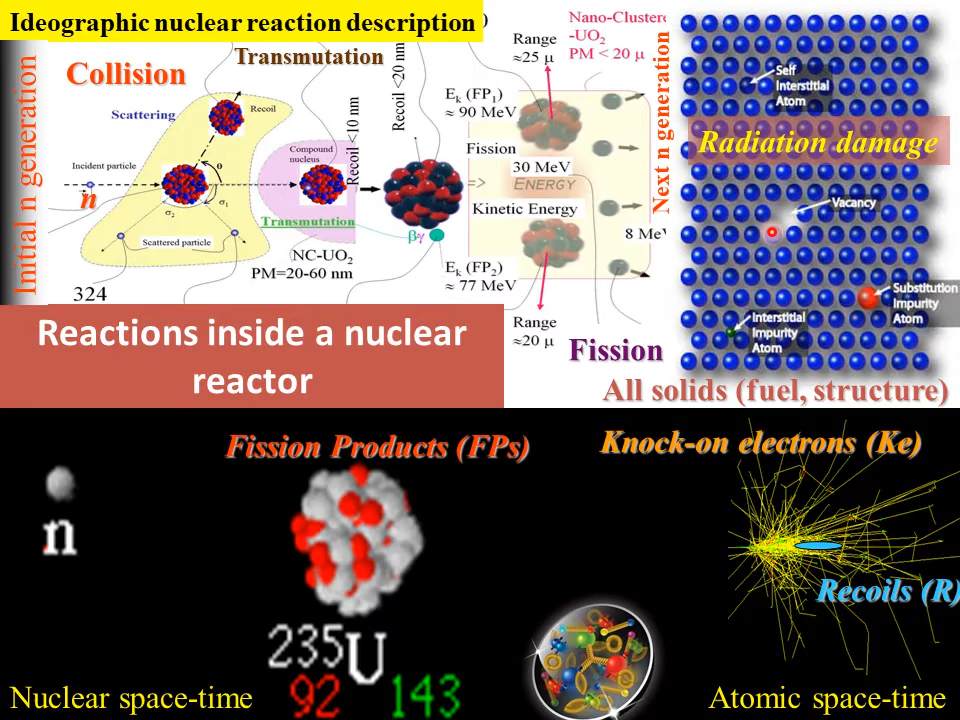 Ideographic nuclear reaction description
)
Initial n generation
Collision
Transmutation
Scattering
Recoil
Incident particle
θ
n
σ2
σ1
Scattered particle
324
Compound
nucleus
Recoil <10 nm
Recoil <20 nm
Transmutation
NC-UO2
PM=20-60 nm
βγ
Range
≈25 μ
Nano-Cluster
-UO2
PM < 20 μ
Ek (FP1)
≈ 90 MeV
Fission
30 MeV
=> ENERGY
Kinetic Energy
8 MeV
Ek (FP2)
≈ 77 MeV
Range
≈20 μ
Fission
Next n generation
Self
Interstitial
Atom
Radiation damage
Vacancy
Substitution
Impurity
Atom
Interstitial
Impurity
Atom
All solids (fuel, structure)
Reactions inside a nuclear
reactor
Fission Products (FPs)
Knock-on electrons (Ke)
n
Recoils (R)
235U
92 143
Nuclear space-time
Atomic space-time